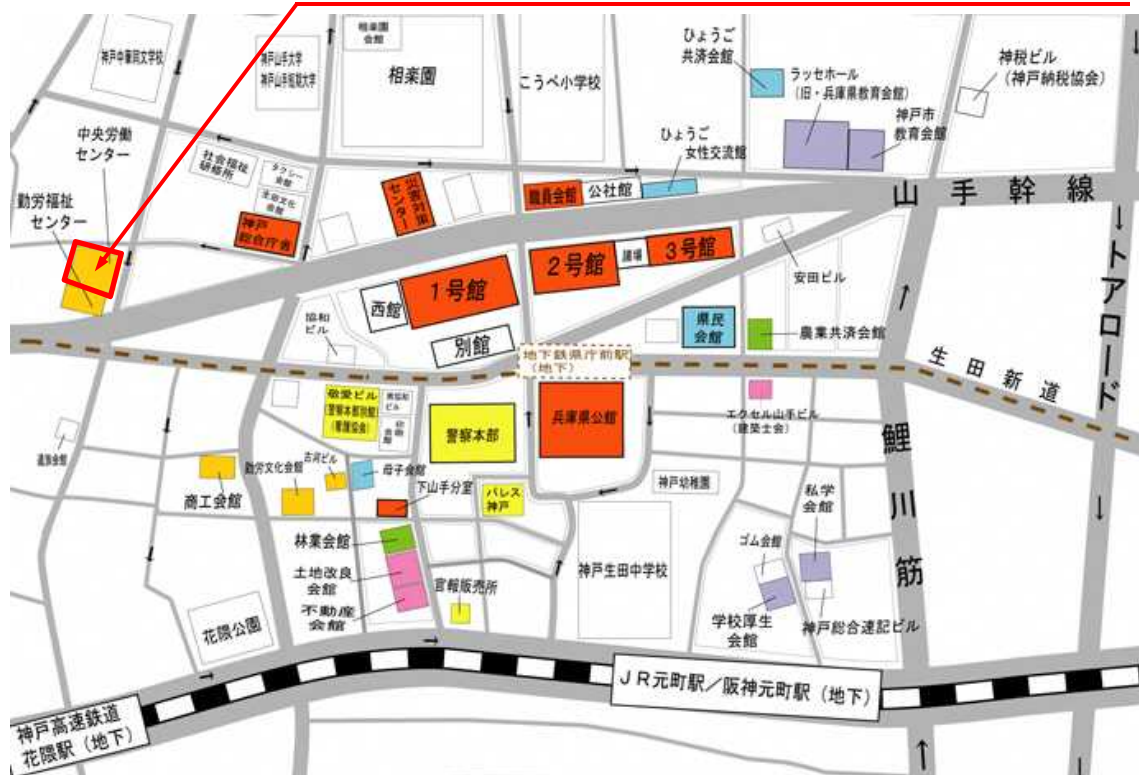 相楽園
会館
神戸中華同文学校
神戸山手大学
神戸山手短期大学
相楽園
こうべ小学校
ひょうご
共済会館
ラッセホール
(旧・兵庫県教育会館)
神戸市
教育会館
神税ビル
(神戸納税協会)
中央労働
センター
勤労福祉
センター
社会福祉
研修所
タクシー
会館
神戸
総合庁舎
災害対策
センター
職員会館
公社館
ひょうご
女性交流館
山手幹線
トアロード
1号館
2号館
議場
3号館
西館
別館
協和
ビル
安田ビル
県民
会館
農業共済会館
地下鉄県庁前駅
(地下)
生田新道
敬愛ビル
(警察本部別館)
(看護協会)
警察本部
兵庫県公館
エクセル山手ビル
(建築士会)
鯉川筋
遺族会館
商工会館
勤労文化会館
古河ビル
母子会館
下山手分室
パレス
神戸
神戸幼稚園
私学
会館
林業会館
土地改良
会館
不動産
会館
官報販売所
神戸生田中学校
ゴム会館
学校厚生
会館
神戸総合速記ビル
花隈公園
JR元町駅/阪神元町駅(地下)
神戸高速鉄道
花隈駅(地下)